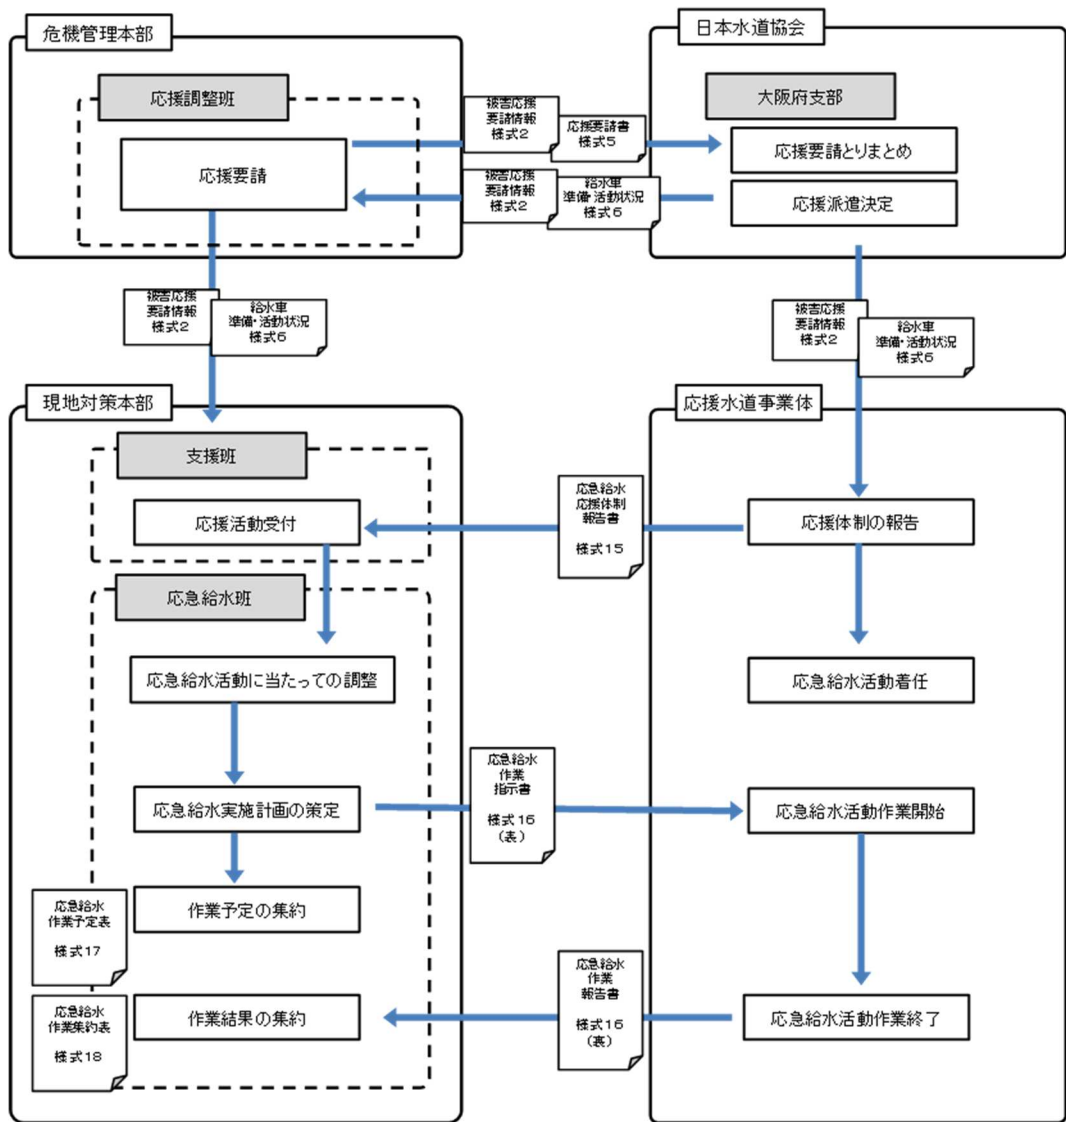 危機管理本部
応援調整班
応援要請
被害応援
要請情報
様式2
応援要請書
様式5
被害応援
要請情報
様式2
給水車
準備・活動状況
様式6
日本水道協会
大阪府支部
応援要請とりまとめ
応援派遣決定
被害応援
要請情報
様式2
給水車
準備・活動状況
様式6
被害応援
要請情報
様式2
給水車
準備・活動状況
様式6
現地対策本部
支援班
応援活動受付
応急給水
応援体制
報告書
様式15
応援水道事業体
応援体制の報告
応急給水班
応急給水活動に当たっての調整
応急給水活動着任
応急給水実施計画の策定
応急給水
作業
指示書
様式16
(表)
応急給水活動作業開始
応急給水
作業予定表
様式17
作業予定の集約
応急給水
作業集約表
様式18
作業結果の集約
応急給水
作業
報告書
様式16
(裏)
応急給水活動作業終了